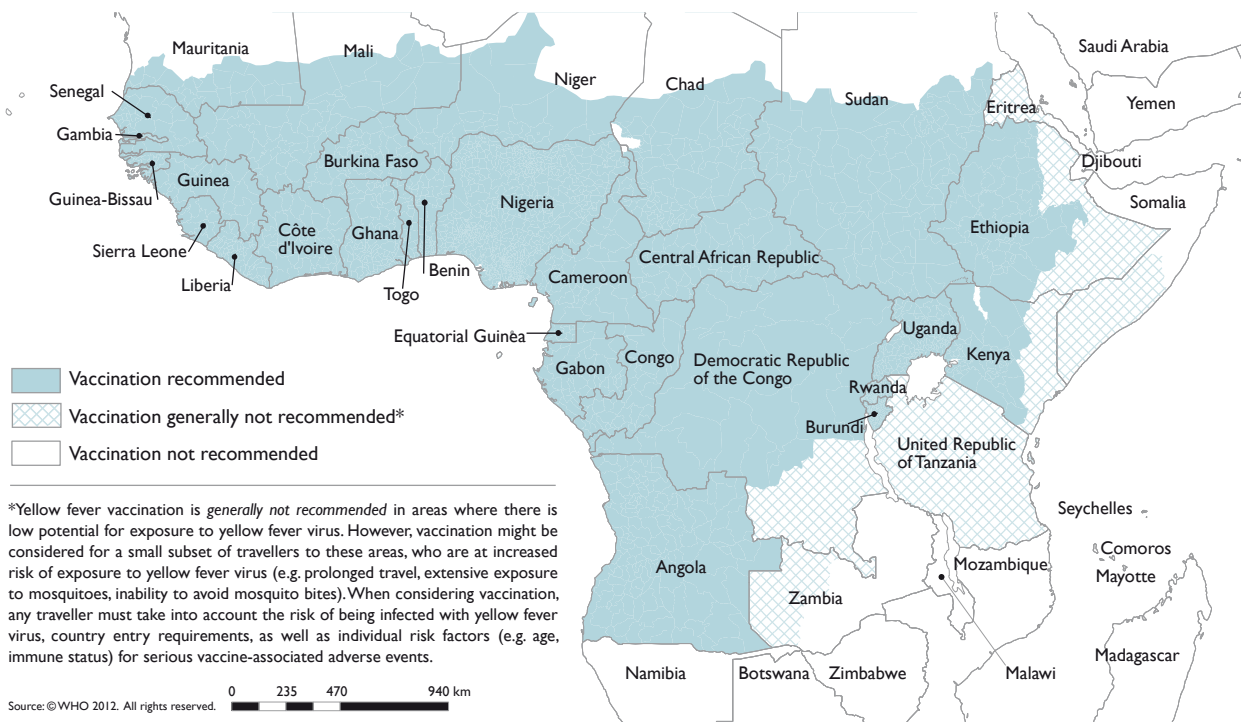 Mauritania
Mali
Niger
Chad
Sudan
Eritrea
Saudi Arabia
Yemen
Senegal
Gambia
Guinea-Bissau
Guinea
Sierra Leone
Liberia
Côte
d'Ivoire
Burkina Faso
Ghana
Togo
Benin
Nigeria
Cameroon
Central African Republic
Ethiopia
Djibouti
Somalia
Equatorial Guinea
Gabon
Congo
Democratic Republic
of the Congo
Uganda
Kenya
Rwanda
Burundi
United Republic
of Tanzania
Seychelles
Comoros
Mayotte
Mozambique
Angola
Zambia
Namibia
Botswana
Zimbabwe
Malawi
Madagascar
Vaccination recommended
Vaccination generally not recommended*
Vaccination not recommended
*Yellow fever vaccination is generally not recommended in areas where there is
low potential for exposure to yellow fever virus. However, vaccination might be
considered for a small subset of travellers to these areas, who are at increased
risk of exposure to yellow fever virus (e.g. prolonged travel, extensive exposure
to mosquitoes, inability to avoid mosquito bites). When considering vaccination,
any traveller must take into account the risk of being infected with yellow fever
virus, country entry requirements, as well as individual risk factors (e.g. age,
immune status) for serious vaccine-associated adverse events.
0 235 470 940 km
Source: © WHO 2012. All rights reserved.